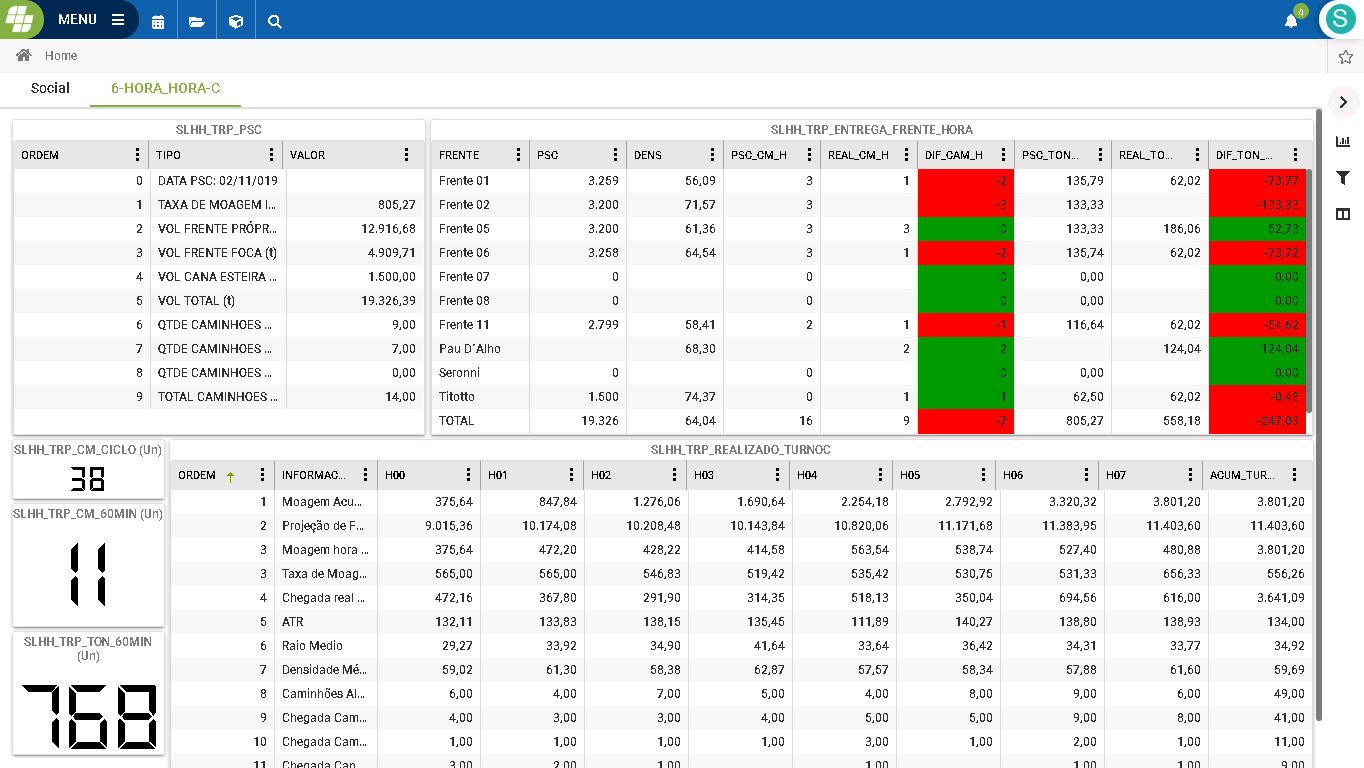 MENU
0
S
Home
Social 6-HORA_HORA-C
SLHH_TRP_PSC
ORDEM TIPO VALOR
0 DATA PSC: 02/11/019
1 TAXA DE MOAGEM I... 805,27
2 VOL FRENTE PRÓPR... 12.916,68
3 VOL FRENTE FOCA (t) 4.909,71
4 VOL CANA ESTEIRA ... 1.500,00
5 VOL TOTAL (t) 19.326,39
6 QTDE CAMINHOES ... 9,00
7 QTDE CAMINHOES ... 7,00
8 QTDE CAMINHOES ... 0,00
9 TOTAL CAMINHOES ... 14,00
SLHH_TRP_ENTREGA_FRENTE_HORA
FRENTE PSC DENS PSC_CM_H REAL_CM_H DIF_CAM_H PSC_TON... REAL_TO... DIF_TON_...
Frente 01 3.259 56,09 3 1 -2 135,79 62,02 -73,77
Frente 02 3.200 71,57 3 -3 133,33 -133,33
Frente 05 3.200 61,36 3 3 0 133,33 186,06 52,73
Frente 06 3.258 64,54 3 1 -2 135,74 62,02 -73,72
Frente 07 0 0 0 0,00 0,00
Frente 08 0 0 0 0,00 0,00
Frente 11 2.799 58,41 2 1 -1 116,64 62,02 -54,62
Pau D´Alho 68,30 2 2 124,04 124,04
Seronni 0 0 0,00 0,00
Titotto 1.500 74,37 0 1 1 62,50 62,02 -0,48
TOTAL 19.326 64,04 16 9 -7 805,27 558,18 -247,09
SLHH_TRP_CM_CICLO (Un)
38
SLHH_TRP_CM_60MIN (Un)
11
SLHH_TRP_TON_60MIN
(Un)
768
SLHH_TRP_REALIZADO_TURNOC
ORDEM INFORMAC... H00 H01 H02 H03 H04 H05 H06 H07 ACUM_TUR...
1 Moagem Acu... 375,64 847,84 1.276,06 1.690,64 2.254,18 2.792,92 3.320,32 3.801,20 3.801,20
2 Projeção de F... 9.015,36 10.174,08 10.208,48 10.143,84 10.820,06 11.171,68 11.383,95 11.403,60 11.403,60
3 Moagem hora ... 375,64 472,20 428,22 414,58 563,54 538,74 527,40 480,88 3.801,20
3 Taxa de Moag... 565,00 565,00 546,83 519,42 535,42 530,75 531,33 656,33 556,26
4 Chegada real ... 472,16 367,80 291,90 314,35 518,13 350,04 694,56 616,00 3.641,09
5 ATR 132,11 133,83 138,15 135,45 111,89 140,27 138,80 138,93 134,00
6 Raio Medio 29,27 33,92 34,90 41,64 33,64 36,42 34,31 33,77 34,92
7 Densidade Mé... 59,02 61,30 58,38 62,87 57,57 58,34 57,88 61,60 59,69
8 Caminhões Al... 6,00 4,00 7,00 5,00 4,00 8,00 9,00 6,00 49,00
9 Chegada Cam... 4,00 3,00 3,00 4,00 5,00 5,00 9,00 8,00 41,00
10 Chegada Cam... 1,00 1,00 1,00 1,00 3,00 1,00 2,00 1,00 11,00
11 Chegada Can... 3,00 2,00 1,00 1,00 1,00 1,00 9,00